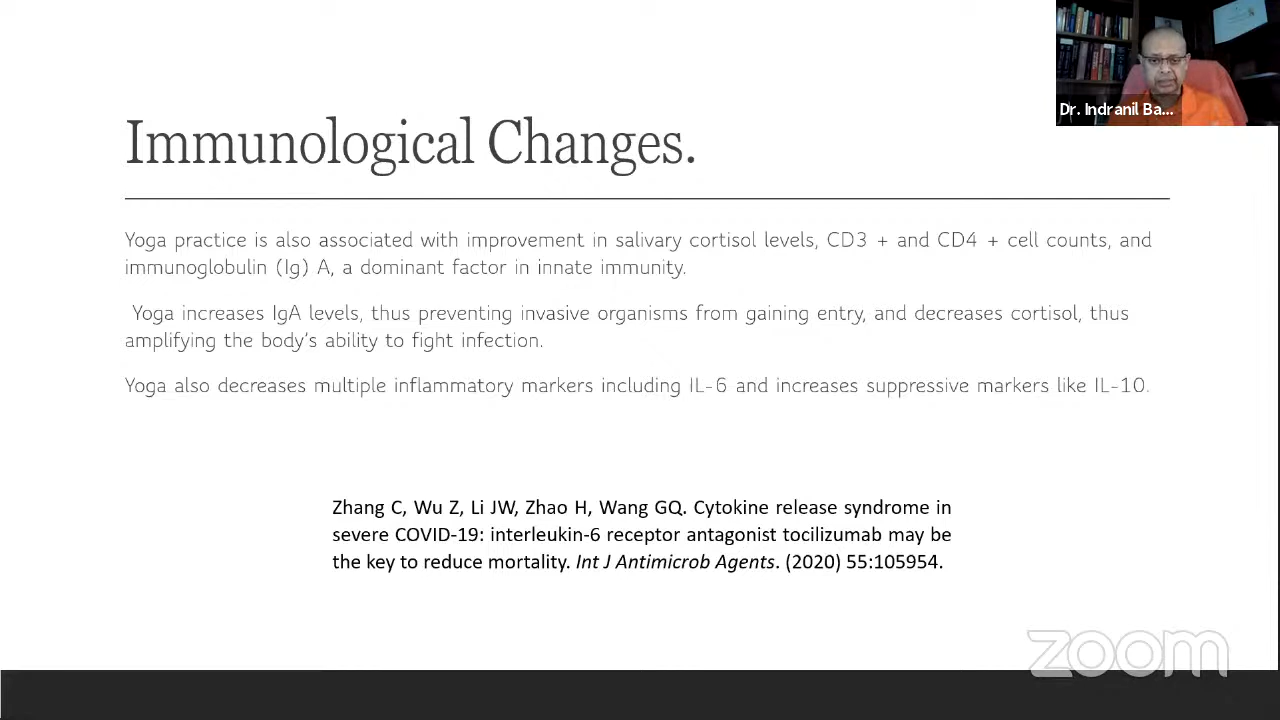 Dr. Indranil Ba...
Immunological Changes.
Yoga practice is also associated with improvement in salivary cortisol levels, CD3 + and CD4 + cell counts, and
immunoglobulin (Ig) A, a dominant factor in innate immunity.
Yoga increases IgA levels, thus preventing invasive organisms from gaining entry, and decreases cortisol, thus
amplifying the body's ability to fight infection.
Yoga also decreases multiple inflammatory markers including IL-6 and increases suppressive markers like IL-10.
Zhang C, Wu Z, Li JW, Zhao H, Wang GQ. Cytokine release syndrome in
severe COVID-19: interleukin-6 receptor antagonist tocilizumab may be
the key to reduce mortality. Int J Antimicrob Agents. (2020) 55:105954.
zoom